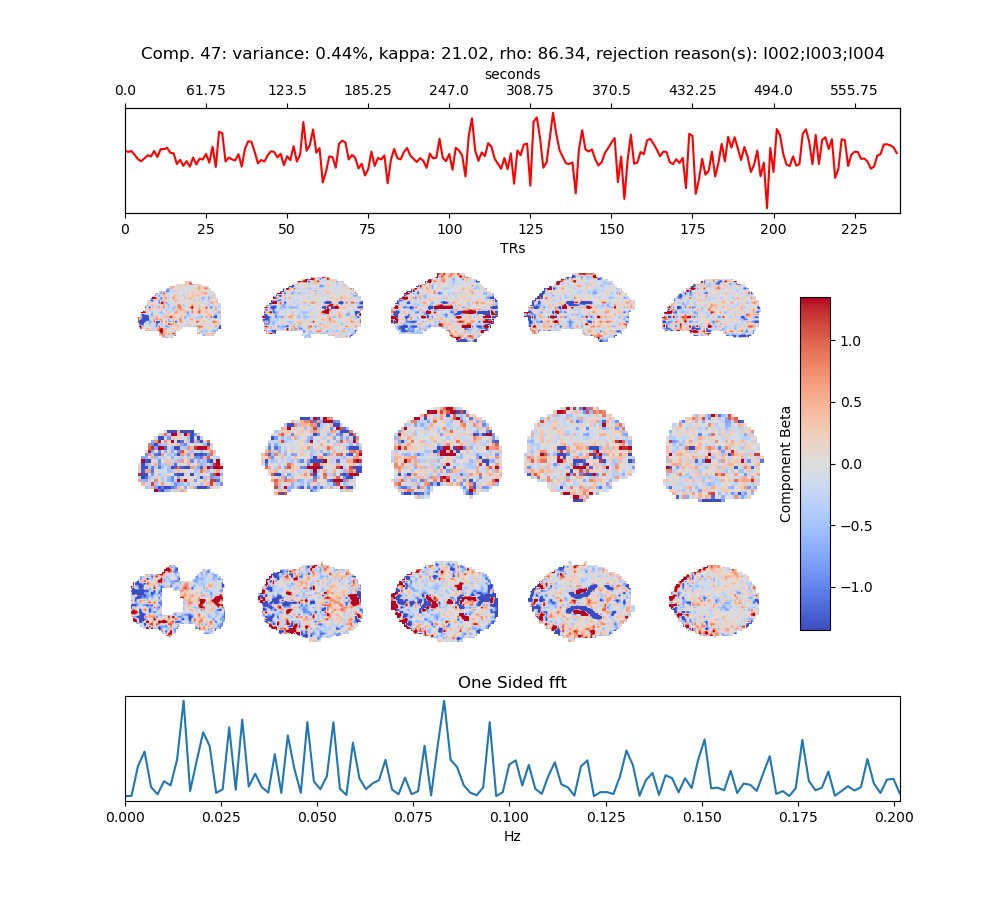 Comp. 47: variance: 0.44%, kappa: 21.02, rho: 86.34, rejection reason(s): I002;I003;I004
seconds
0.0 61.75 123.5 185.25 247.0 308.75 370.5 432.25 494.0 555.75
0 25 50 75 100 125 150 175 200 225
TRs
1.0
0.5
0.0
−0.5
−1.0
Component Beta
One Sided fft
0.000 0.025 0.050 0.075 0.100 0.125 0.150 0.175 0.200
Hz